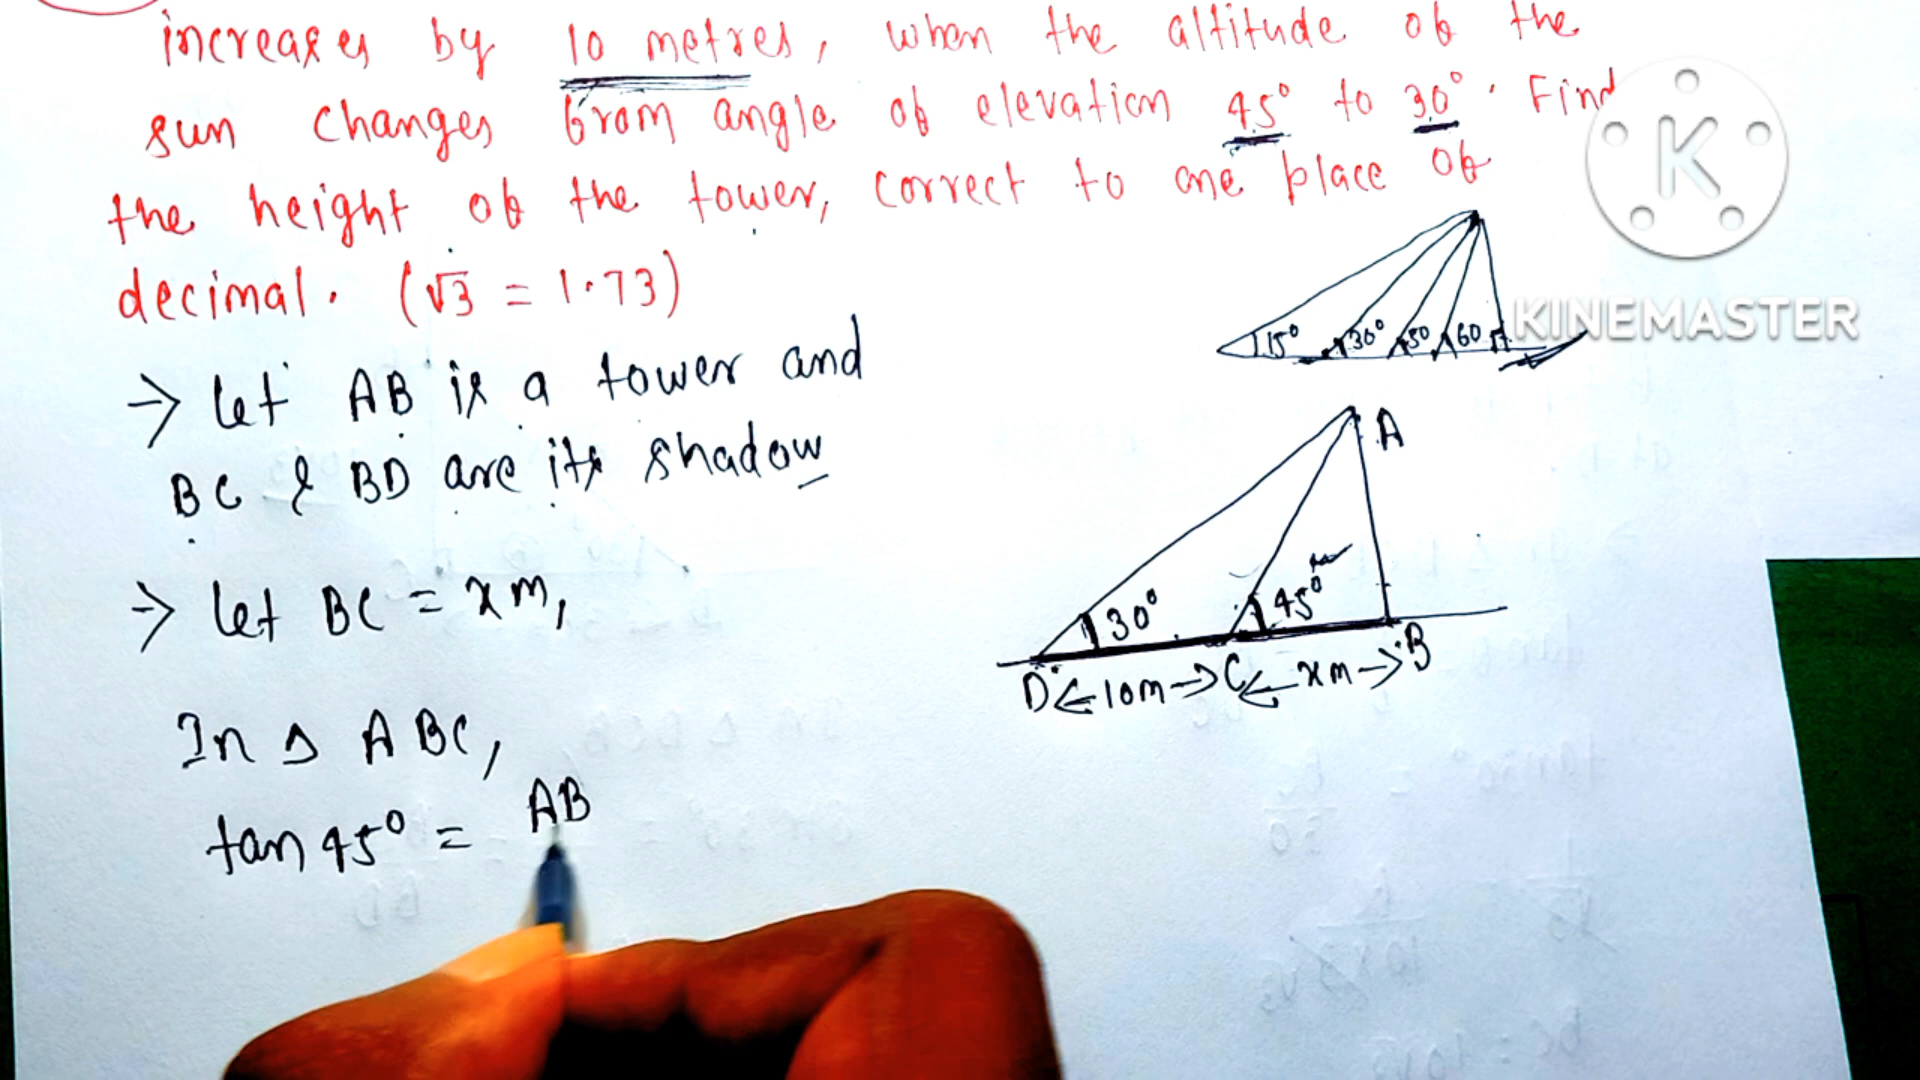 increases by 10 metres, when the altitude of the
sun changes from angle of elevation 45° to 30°. Find
the height of the tower, correct to one place of
decimal. (√3 = 1.73)
K
KINEMASTER
15° 30° 50 60
→ let AB is a tower and
BC & BD are its shadow
→ let BC = x m,
In △ ABC,
tan 45° = AB
A
30° 45°
D ←10m→ C ← xm → B